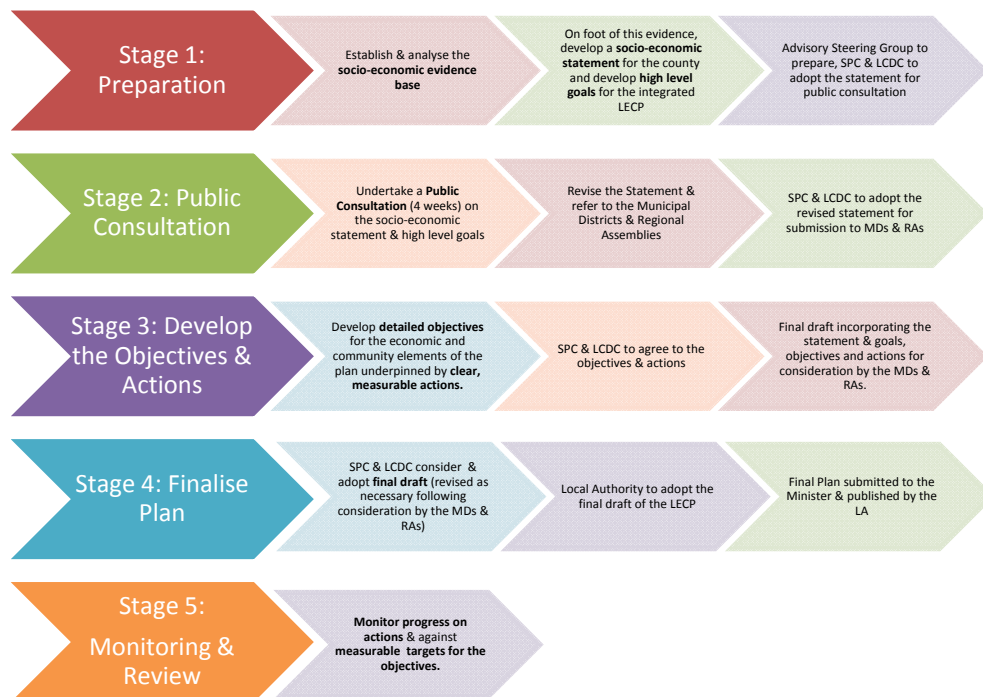 Stage 1:
Preparation
Establish & analyse the
socio-economic evidence
base
On foot of this evidence,
develop a socio-economic
statement for the county
and develop high level
goals for the integrated
LECP
Advisory Steering Group to
prepare, SPC & LCDC to
adopt the statement for
public consultation
Stage 2: Public
Consultation
Undertake a Public
Consultation (4 weeks) on
the socio-economic
statement & high level goals
Revise the Statement &
refer to the Municipal
Districts & Regional
Assemblies
SPC & LCDC to adopt the
revised statement for
submission to MDs & RAs
Stage 3: Develop
the Objectives &
Actions
Develop detailed objectives
for the economic and
community elements of the
plan underpinned by clear,
measurable actions.
SPC & LCDC to agree to the
objectives & actions
Final draft incorporating the
statement & goals,
objectives and actions for
consideration by the MDs &
RAs.
Stage 4: Finalise
Plan
SPC & LCDC consider & 
adopt final draft (revised as
necessary following
consideration by the MDs &
RAs)
Local Authority to adopt the
final draft of the LECP
Final Plan submitted to the
Minister & published by the
LA
Stage 5:
Monitoring &
Review
Monitor progress on
actions & against
measurable targets for the
objectives.